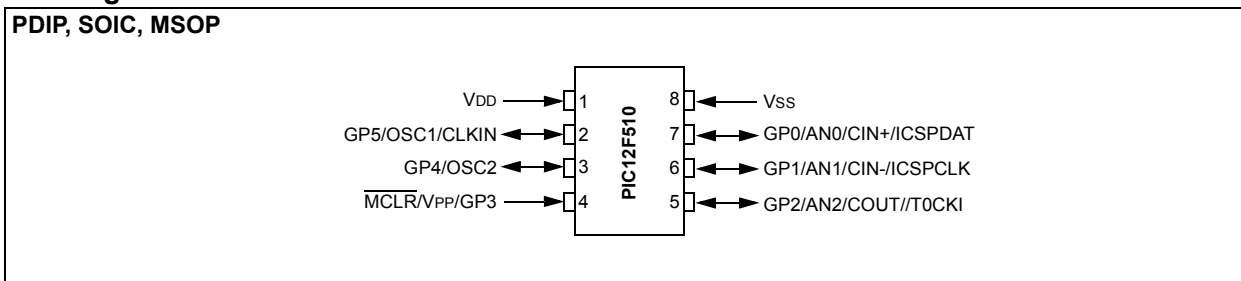 PDIP, SOIC, MSOP
VDD
1
8
VSS
GP5/OSC1/CLKIN
2
7
GP0/AN0/CIN+/ICSPDAT
GP4/OSC2
3
6
GP1/AN1/CIN-/ICSPCLK
MCLR/VPP/GP3
4
5
GP2/AN2/COUT//T0CKI
PIC12F510